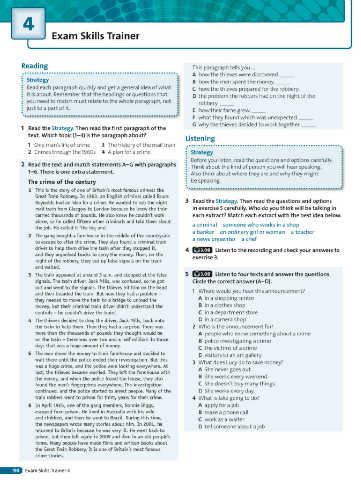 4
Exam Skills Trainer
Reading
Strategy
Read each paragraph quickly and get a general idea of what
it is about. Remember that the headings or questions that
you need to match must relate to the whole paragraph, not
just to a part of it.
1 Read the Strategy. Then read the first paragraph of the
text. Which topic (1–4) is the paragraph about?
1 One man's life of crime 3 The history of the mail train
2 Crimes through the 1960s 4 A plan for a crime
2 Read the text and match statements A–G with paragraphs
1–6. There is one extra statement.
The crime of the century
1 This is the story of one of Britain's most famous crimes: the
Great Train Robbery. In 1963, an English criminal called Bruce
Reynolds had an idea for a crime. He wanted to rob the night
mail train from Glasgow to London because he knew the train
carried thousands of pounds. He also knew he couldn't work
alone, so he called fifteen other criminals and told them about
the job. He called it 'the big one'.
2 The gang bought a farmhouse in the middle of the countryside
to escape to after the crime. They also found a criminal train
driver to help them drive the train after they stopped it,
and they organised trucks to carry the money. Then, on the
night of the robbery, they set up false signals on the track
and waited.
3 The train appeared at around 3 a.m. and stopped at the false
signals. The train driver, Jack Mills, was confused, so he got
out and went to the signals. The thieves hit him on the head
and then boarded the train. But now they had a problem –
they needed to move the train to a bridge to unload the
money, but their criminal train driver didn't understand the
controls – he couldn't drive the train!
4 The thieves decided to ring the driver, Jack Mills, back onto
the train to help them. Then they had a surprise. There was
more than the thousands of pounds they thought would be
on the train – there was over two and a half million! In those
days that was a huge amount of money.
5 The men drove the money to their farmhouse and decided to
wait there until the police ended their investigation. But this
was a huge crime, and the police were looking everywhere. At
last, the thieves became worried. They left the farmhouse with
the money, and when the police found the house, they also
found the men's fingerprints everywhere. The investigation
continued, and the police started to arrest people. Many of the
train robbers went to prison for thirty years for their crime.
6 In April 1965, one of the gang members, Ronnie Biggs,
escaped from prison. He lived in Australia with his wife
and children, and then he went to Brazil. During this time,
the newspapers wrote many stories about him. In 2001, he
returned to Britain because he was very ill. He went back to
prison, but then left again in 2009 and died in an old people's
home. Many people have made films and written books about
the Great Train Robbery. It is one of Britain's most famous
crime stories.
This paragraph tells you ...
A how the thieves were discovered.
B how the men spent the money.
C how the thieves prepared for the robbery.
D the problem the robbers had on the night of the
robbery.
E how their fame grew.
F what they found which was unexpected.
G why the thieves decided to work together.
Listening
Strategy
Before you listen, read the questions and options carefully.
Think about the kind of person you will hear speaking.
Also think about where they are and why they might
be speaking.
3 Read the Strategy. Then read the questions and options
in exercise 5 carefully. Who do you think will be talking in
each extract? Match each extract with the best idea below.
a criminal someone who works in a shop
a banker an ordinary girl or woman a teacher
a news presenter a chef
4 Listen to the recording and check your answers to
exercise 3.
5 Listen to four texts and answer the questions.
Circle the correct answer (A–D).
1 Where would you hear this announcement?
A In a shopping centre
B In a clothes shop
C In a department store
D In a camera shop
2 Who is the announcement for?
A people who know something about a crime
B police investigating a crime
C the victims of a crime
D visitors to an art gallery
3 What does Lucy do to save money?
A She never goes out.
B She works every weekend.
C She doesn't buy many things.
D She works every day.
4 What is Jake going to do?
A apply for a job
B make a phone call
C work as a waiter
D tell someone about a job
Exam Skills Trainer 4